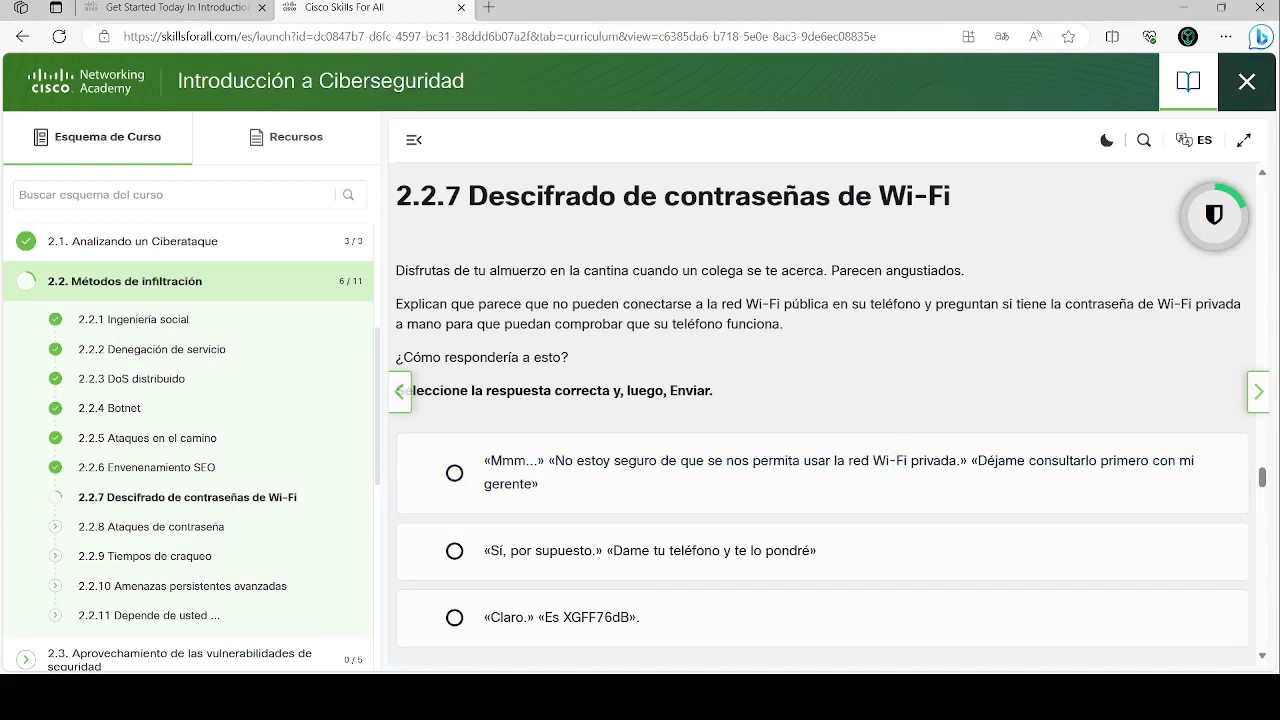 Get Started Today In Introduction
Cisco Skills For All
https://skillsforall.com/es/launch?id=dc0847b7-d6fc-4597-bc31-38ddd6b07a2f&tab=curriculum&view=c6385da6-b718-5e0e-8ac3-9de6ec08835e
CISCO Networking Academy
Introducción a Ciberseguridad
Esquema de Curso
Recursos
ES
Buscar esquema del curso
2.1. Analizando un Ciberataque 3 / 3
2.2. Métodos de infiltración 6 / 11
2.2.1 Ingeniería social
2.2.2 Denegación de servicio
2.2.3 DoS distribuido
2.2.4 Botnet
2.2.5 Ataques en el camino
2.2.6 Envenenamiento SEO
2.2.7 Descifrado de contraseñas de Wi-Fi
2.2.8 Ataques de contraseña
2.2.9 Tiempos de craqueo
2.2.10 Amenazas persistentes avanzadas
2.2.11 Depende de usted ...
2.3. Aprovechamiento de las vulnerabilidades de
seguridad 0 / 5
2.2.7 Descifrado de contraseñas de Wi-Fi
Disfrutas de tu almuerzo en la cantina cuando un colega se te acerca. Parecen angustiados.
Explican que parece que no pueden conectarse a la red Wi-Fi pública en su teléfono y preguntan si tiene la contraseña de Wi-Fi privada
a mano para que puedan comprobar que su teléfono funciona.
¿Cómo respondería a esto?
Seleccione la respuesta correcta y, luego, Enviar.
«Mmm...» «No estoy seguro de que se nos permita usar la red Wi-Fi privada.» «Déjame consultarlo primero con mi
gerente»
«Sí, por supuesto.» «Dame tu teléfono y te lo pondré»
«Claro.» «Es XGFF76dB».